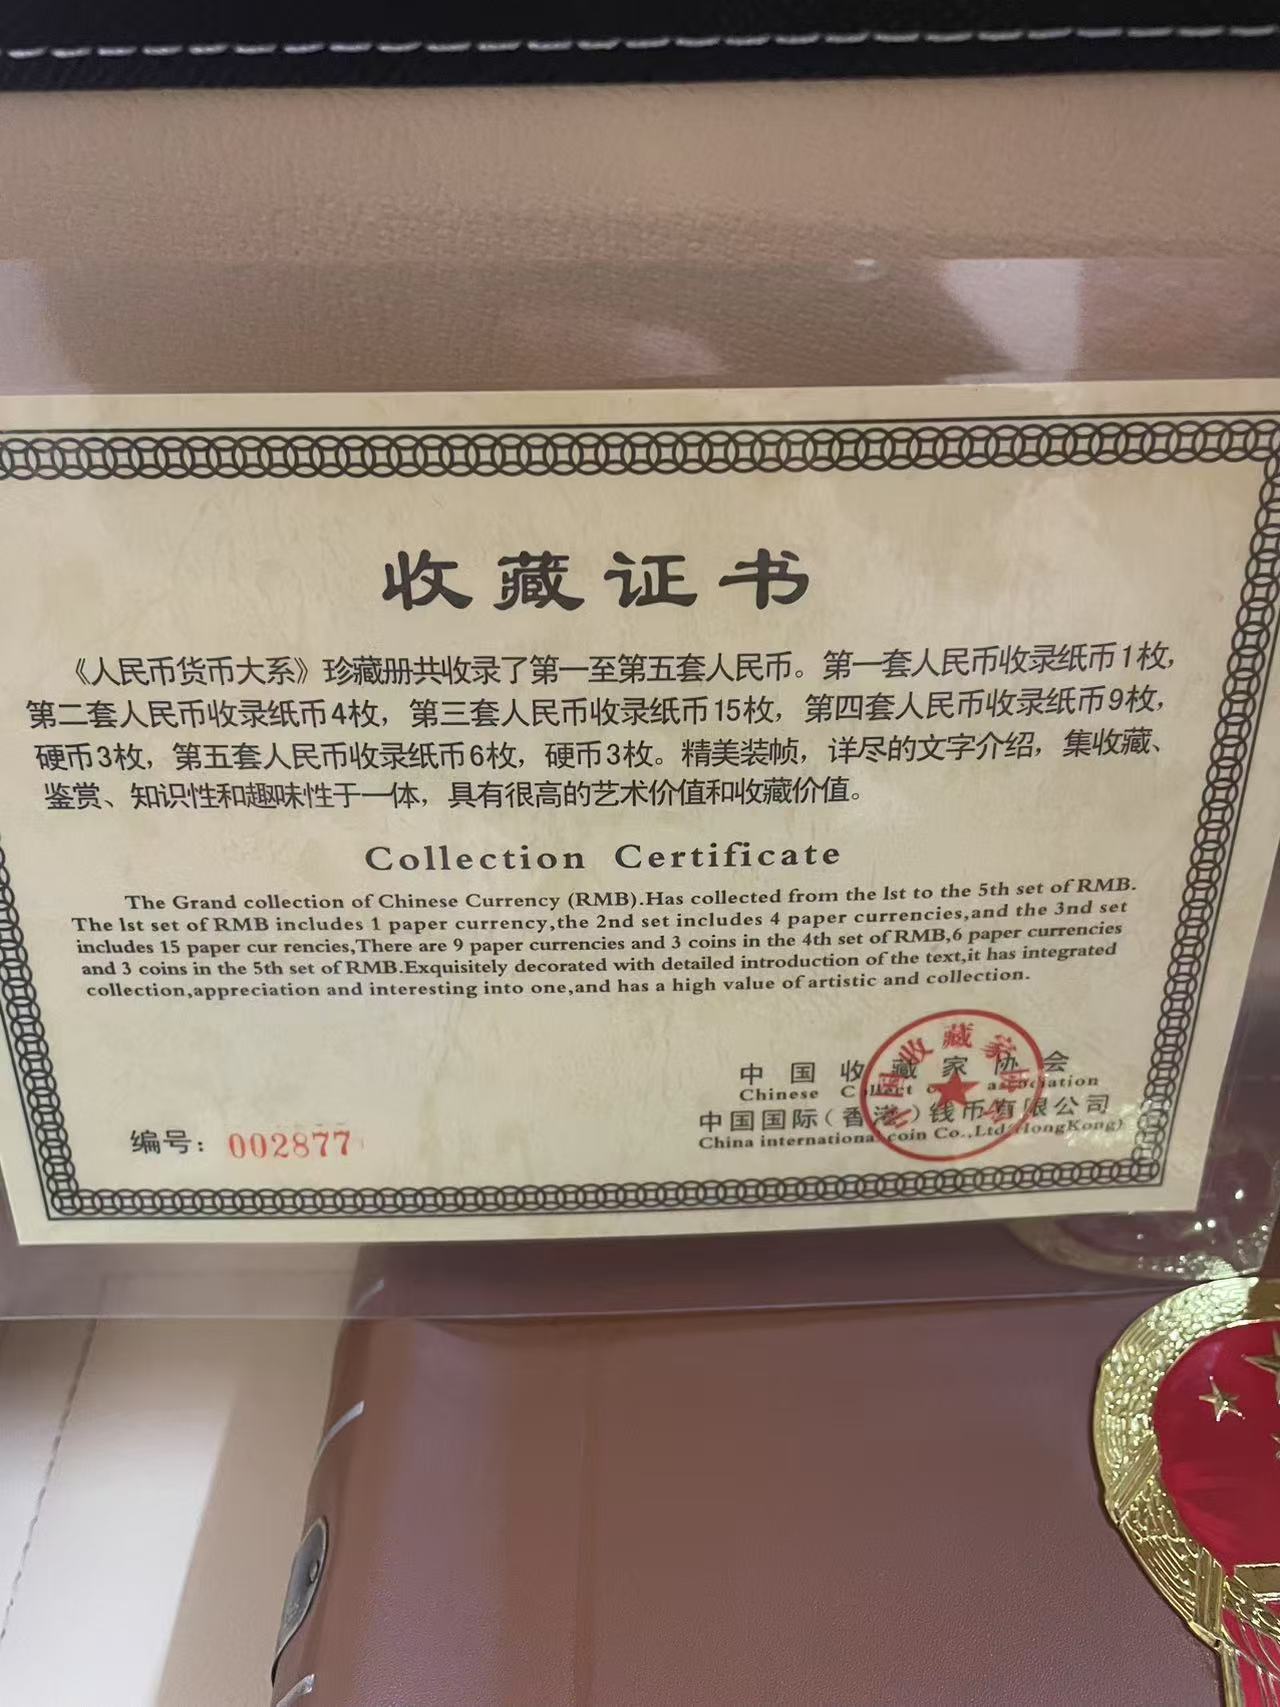 收藏证书
《人民币货币大系》珍藏册共收录了第一至第五套人民币。第一套人民币收录纸币1枚，
第二套人民币收录纸币4枚，第三套人民币收录纸币15枚，第四套人民币收录纸币9枚，
硬币3枚，第五套人民币收录纸币6枚，硬币3枚。精美装帧，详尽的文字介绍，集收藏、
鉴赏、知识性和趣味性于一体，具有很高的艺术价值和收藏价值。
Collection Certificate
The Grand collection of Chinese Currency (RMB).Has collected from the lst to the 5th set of RMB.
The lst set of RMB includes 1 paper currency,the 2nd set includes 4 paper currencies,and the 3nd set
includes 15 paper cur rencies,There are 9 paper currencies and 3 coins in the 4th set of RMB,6 paper currencies
and 3 coins in the 5th set of RMB.Exquisitely decorated with detailed introduction of the text,it has integrated
collection,appreciation and interesting into one,and has a high value of artistic and collection.
中国收藏家协会
Chinese association
中国国际（香港）钱币有限公司
China internationa coin Co.,Ltd(HongKong)
编号：002877
中国收藏家协会